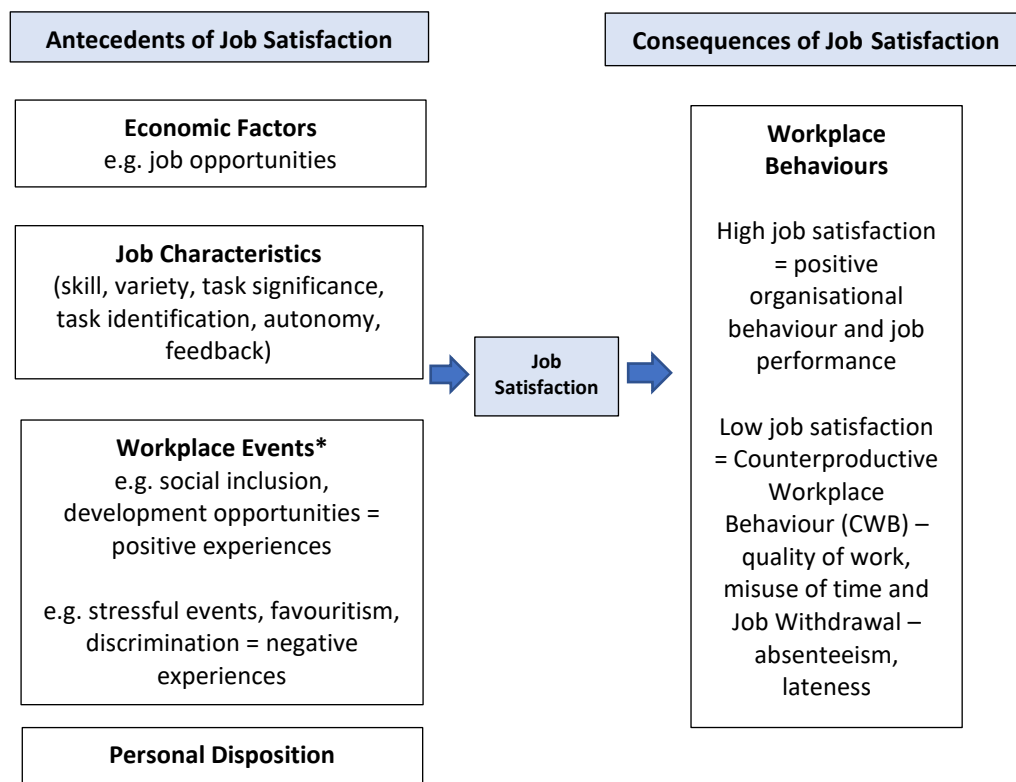 Antecedents of Job Satisfaction
Economic Factors
e.g. job opportunities
Job Characteristics
(skill, variety, task significance,
task identification, autonomy,
feedback)
Workplace Events*
e.g. social inclusion,
development opportunities =
positive experiences
e.g. stressful events, favouritism,
discrimination = negative
experiences
Personal Disposition
Job
Satisfaction
Consequences of Job Satisfaction
Workplace
Behaviours
High job satisfaction
= positive
organisational
behaviour and job
performance
Low job satisfaction
= Counterproductive
Workplace
Behaviour (CWB) –
quality of work,
misuse of time and
Job Withdrawal –
absenteeism,
lateness